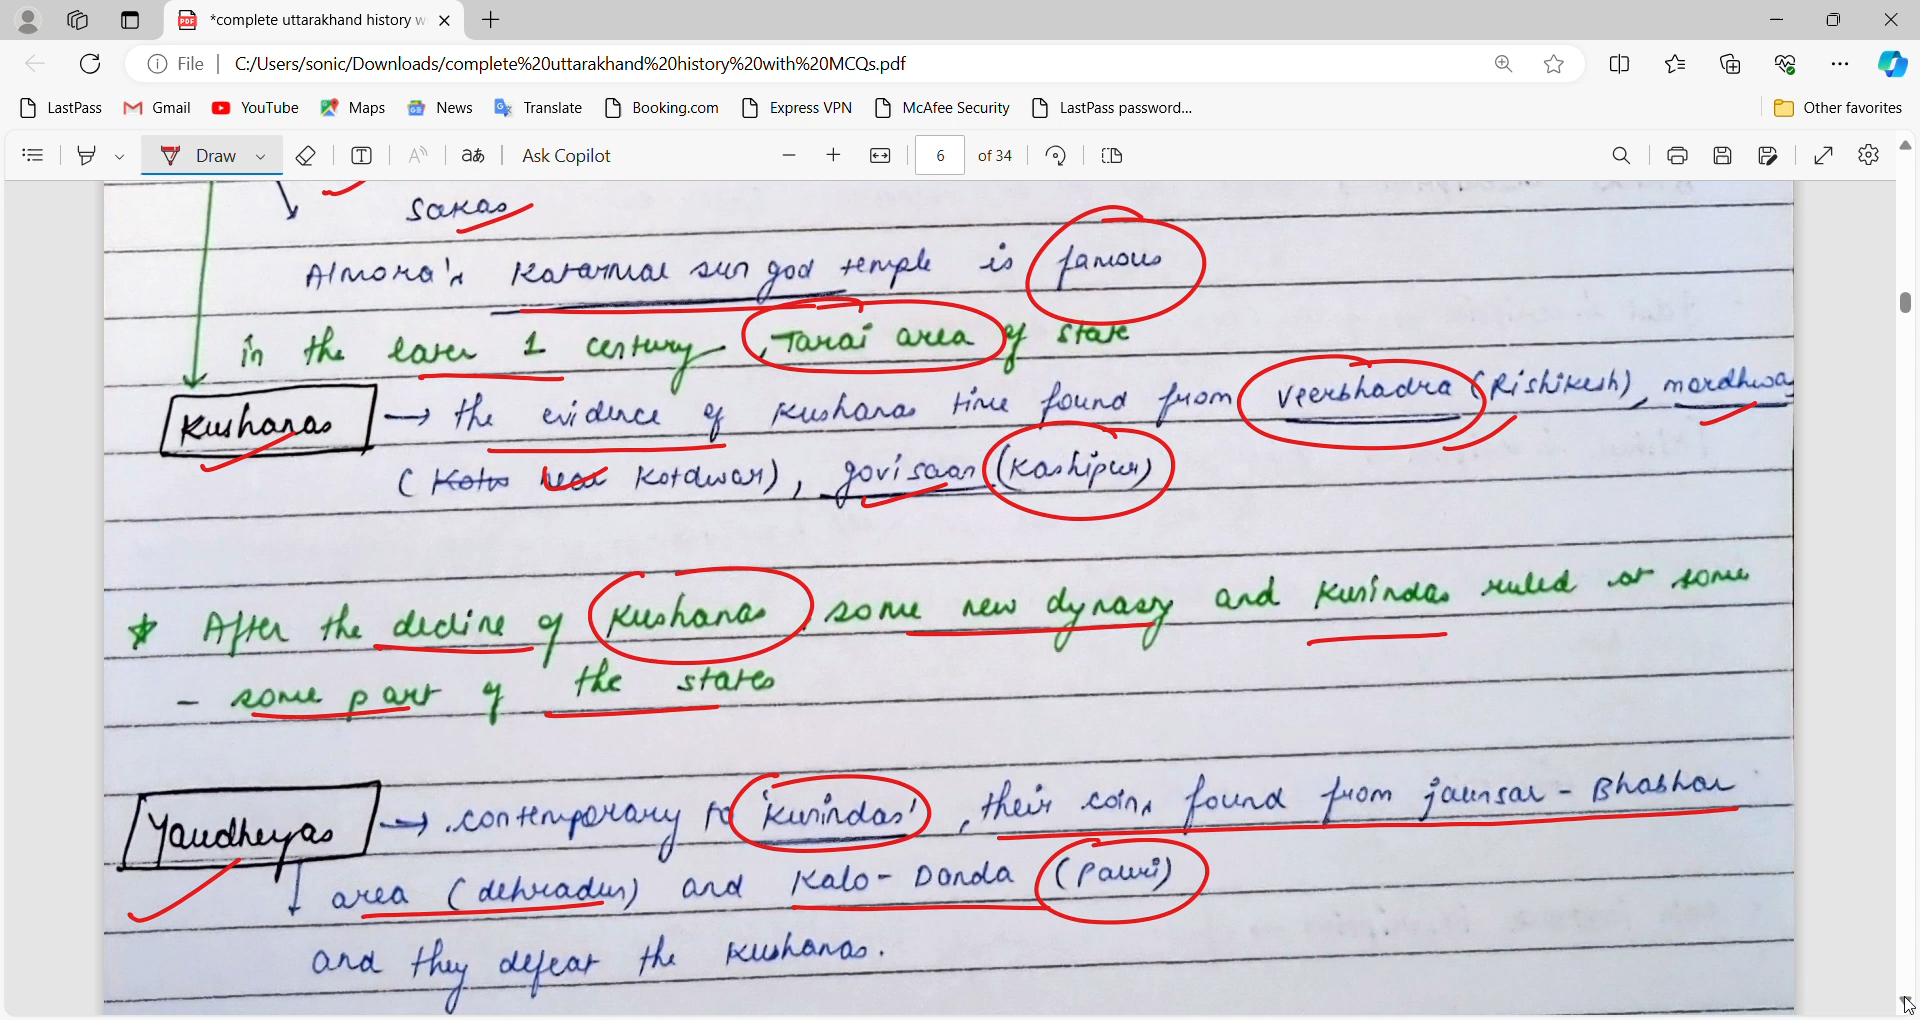 *complete uttarakhand history w
File C:/Users/sonic/Downloads/complete%20uttarakhand%20history%20with%20MCQs.pdf
LastPass Gmail YouTube Maps News Translate Booking.com Express VPN McAfee Security LastPass password... Other favorites
Draw Ask Copilot 6 of 34
Sakas
Almora's Katarmal sun god temple is famous
in the later 1 century, Tarai area of state
Kushanas → the evidence of Kushanas time found from Veerbhadra (Rishikesh), mordhwa
(Kotdwar), govisaan (Kashipur)
* After the decline of Kushanas, some new dynasty and Kunindas ruled at some
- some part of the states
Yaudheyas → contemporary to 'Kunindas', their coins found from jaunsar - Bhabhar
area (dehradun) and Kalo - Danda (Pauri)
and they defeat the Kushanas.